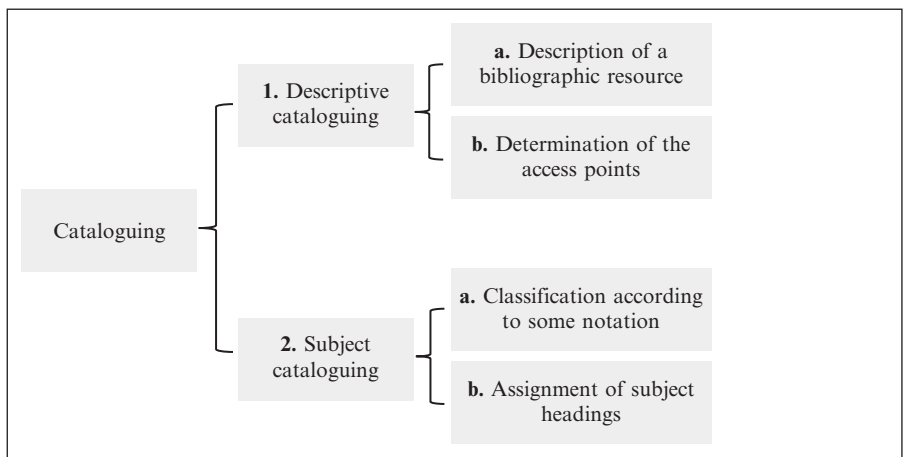 Cataloguing
1. Descriptive
cataloguing
a. Description of a
bibliographic resource
b. Determination of the
access points
2. Subject
cataloguing
a. Classification according
to some notation
b. Assignment of subject
headings